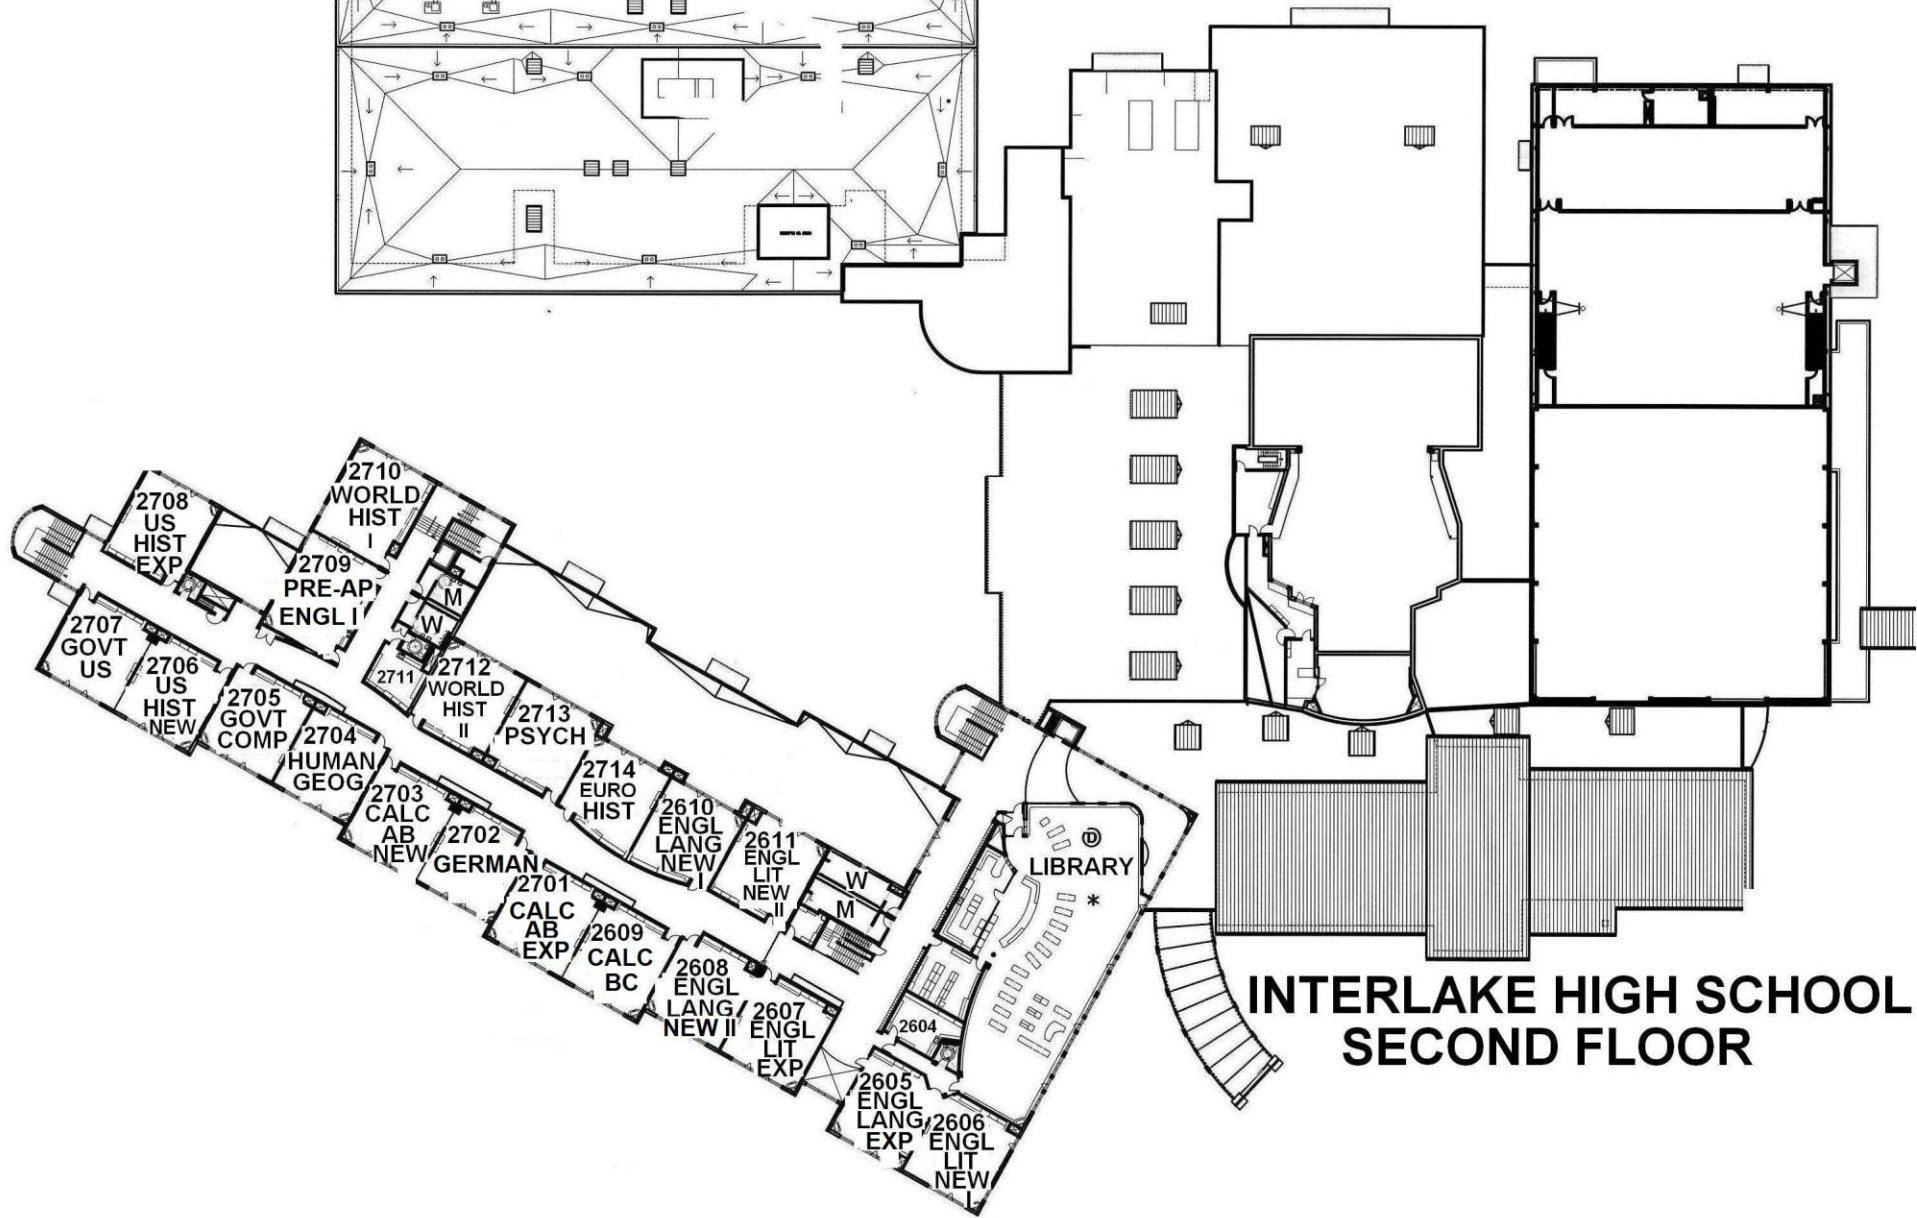 2710
WORLD
HIST
I
2708
US
HIST
EXP
2709
PRE-AP
ENGL I
M
W
2707
GOVT
US
2706
US
HIST
NEW
2711
2712
WORLD
HIST
II
2705
GOVT
COMP
2713
PSYCH
2704
HUMAN
GEOG
2714
EURO
HIST
2703
CALC
AB
NEW
2610
ENGL
LANG
NEW
I
2702
GERMAN
2611
ENGL
LIT
NEW
II
2701
CALC
AB
EXP
W
M
D
LIBRARY
*
2609
CALC
BC
2608
ENGL
LANG
NEW II
2607
ENGL
LIT
EXP
2604
2605
ENGL
LANG
EXP
2606
ENGL
LIT
NEW
I
INTERLAKE HIGH SCHOOL
SECOND FLOOR